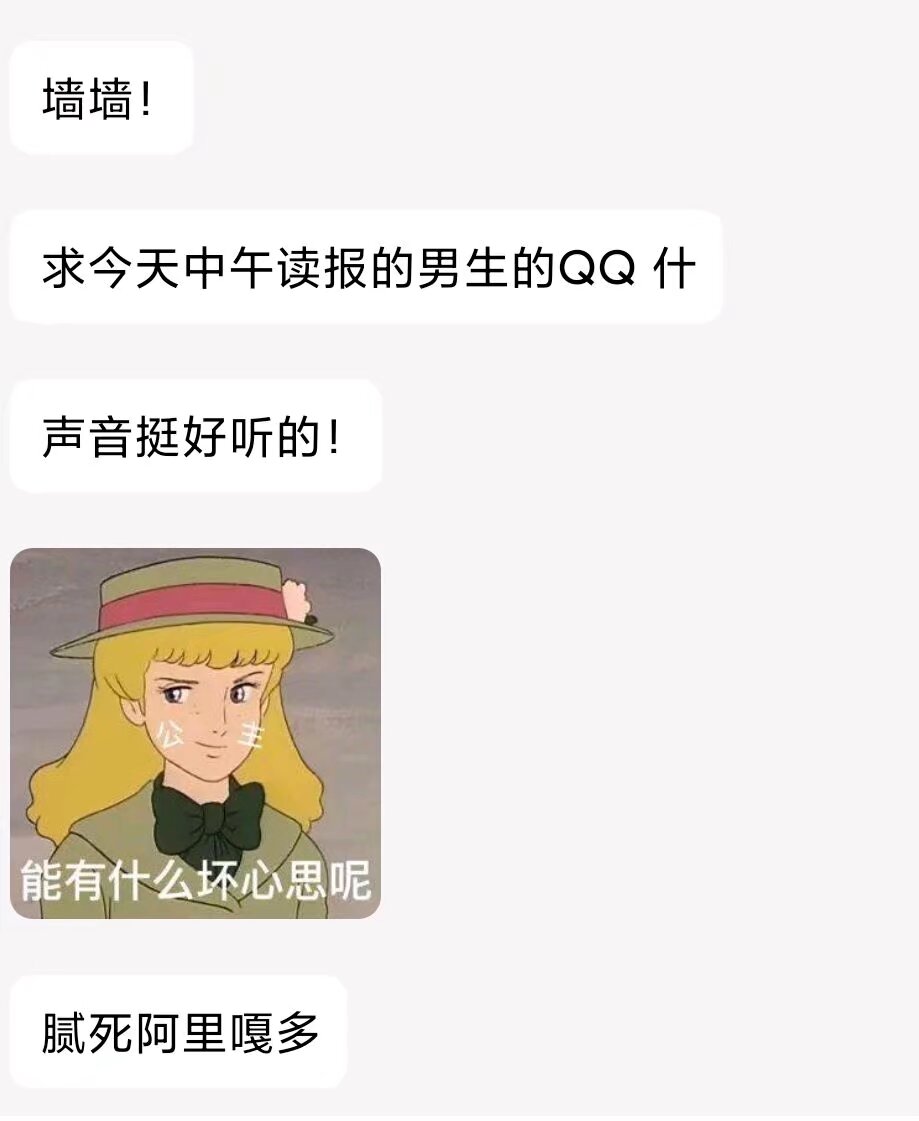 墙墙！
求今天中午读报的男生的QQ 什
声音挺好听的！
公 主
能有什么坏心思呢
腻死阿里嘎多